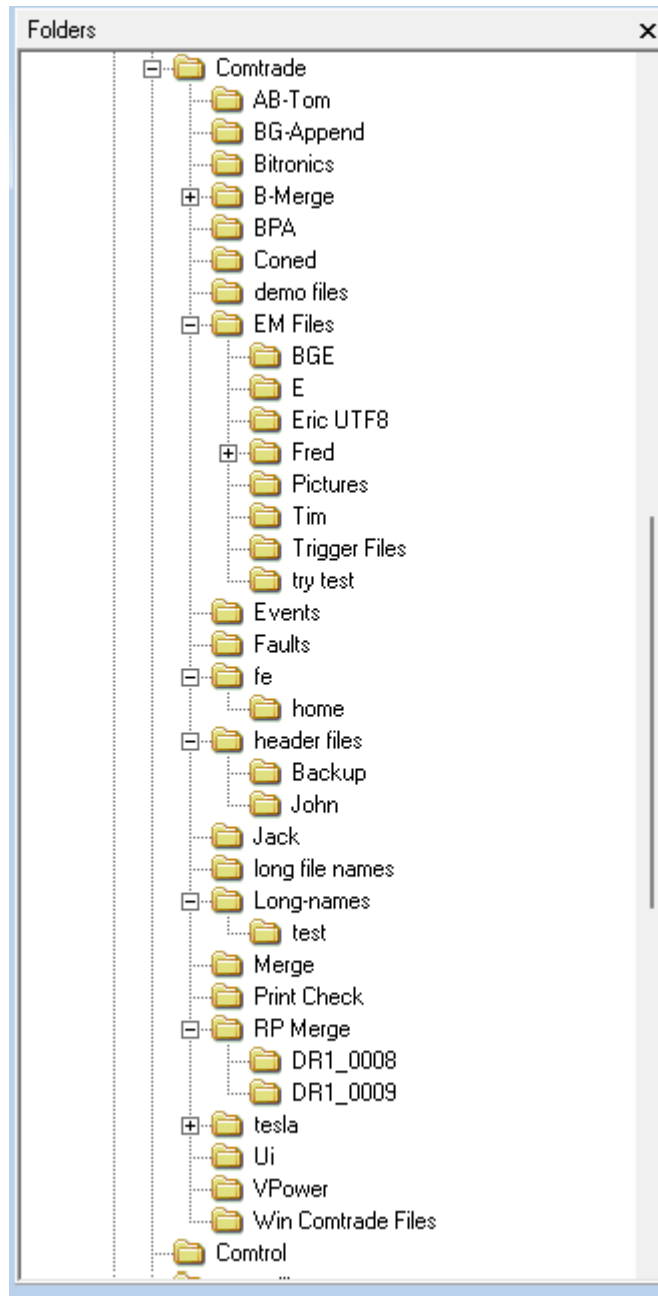 Folders
Comtrade
AB-Tom
BG-Append
Bitronics
B-Merge
BPA
Coned
demo files
EM Files
BGE
E
Eric UTF8
Fred
Pictures
Tim
Trigger Files
try test
Events
Faults
fe
home
header files
Backup
John
Jack
long file names
Long-names
test
Merge
Print Check
RP Merge
DR1_0008
DR1_0009
tesla
Ui
VPower
Win Comtrade Files
Comtrol